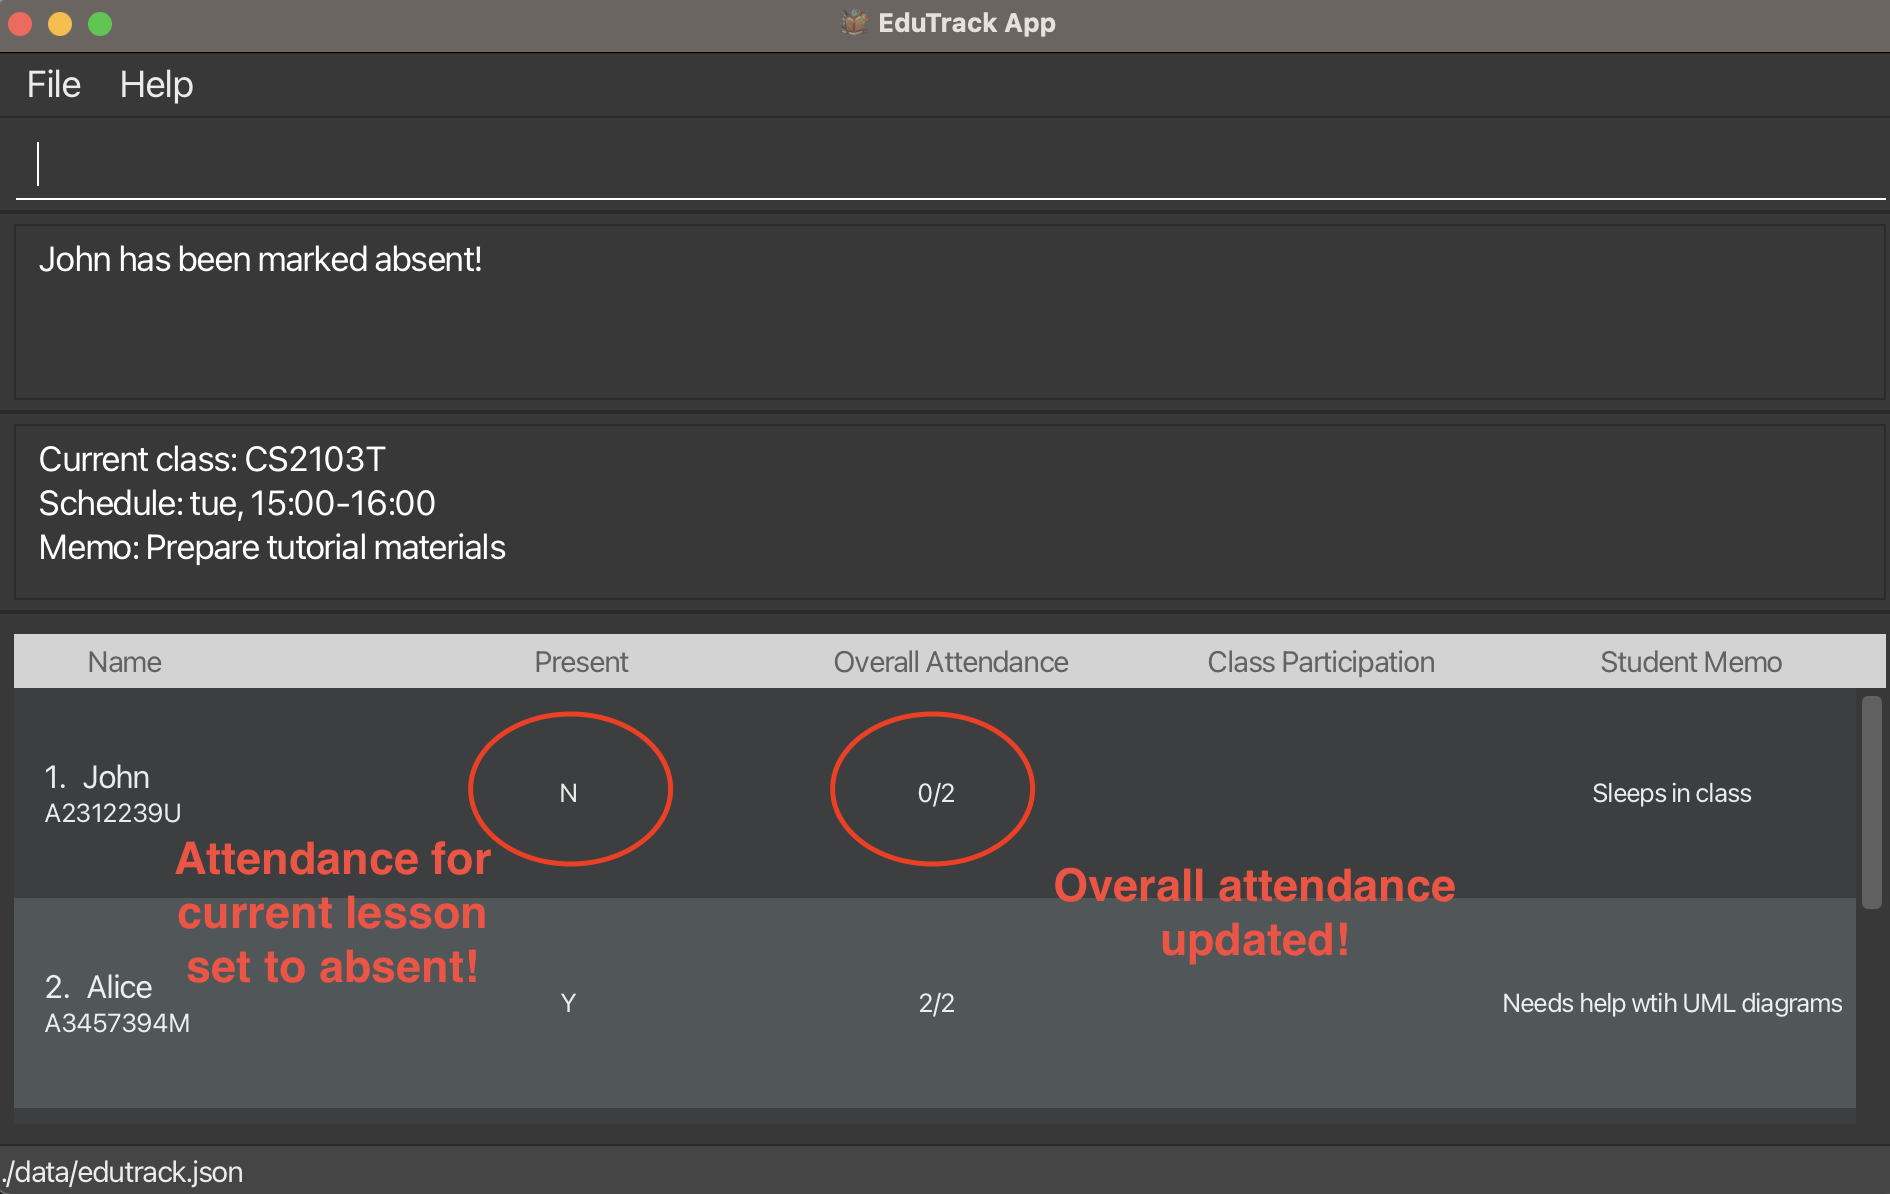 EduTrack App
File Help
John has been marked absent!
Current class: CS2103T
Schedule: tue, 15:00-16:00
Memo: Prepare tutorial materials
Name Present Overall Attendance Class Participation Student Memo
1. John N 0/2 Sleeps in class
A2312239U
Attendance for
current lesson
set to absent!
Overall attendance
updated!
2. Alice Y 2/2 Needs help wtih UML diagrams
A3457394M
./data/edutrack.json